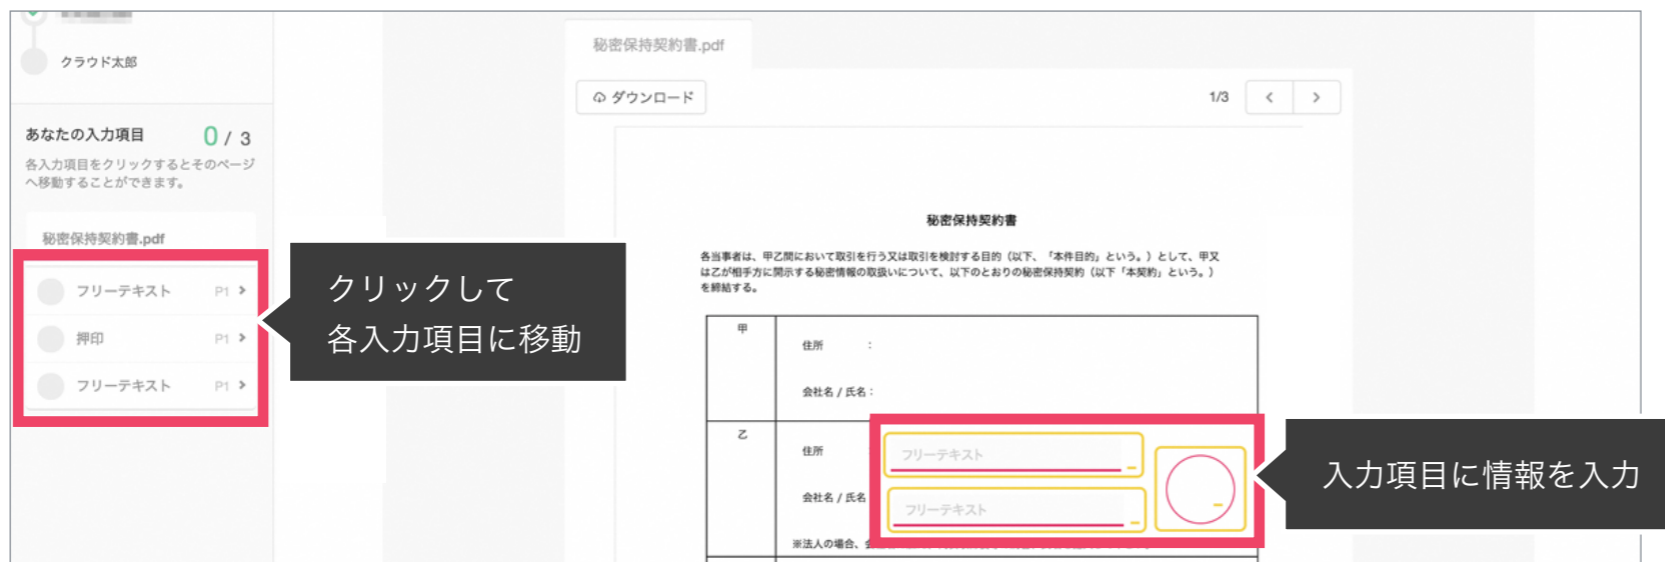 クラウド太郎
あなたの入力項目 0 / 3
各入力項目をクリックするとそのページ
へ移動することができます。
秘密保持契約書.pdf
フリーテキスト P1
押印 P1
フリーテキスト P1
クリックして
各入力項目に移動
秘密保持契約書.pdf
ダウンロード
1/3
秘密保持契約書
各当事者は、甲乙間において取引を行う又は取引を検討する目的（以下、「本件目的」という。）として、甲又
は乙が相手方に開示する秘密情報の取扱いについて、以下のとおりの秘密保持契約（以下「本契約」という。）
を締結する。
甲
住所 :
会社名 / 氏名 :
乙
住所
フリーテキスト
会社名 / 氏名
フリーテキスト
※法人の場合、
入力項目に情報を入力